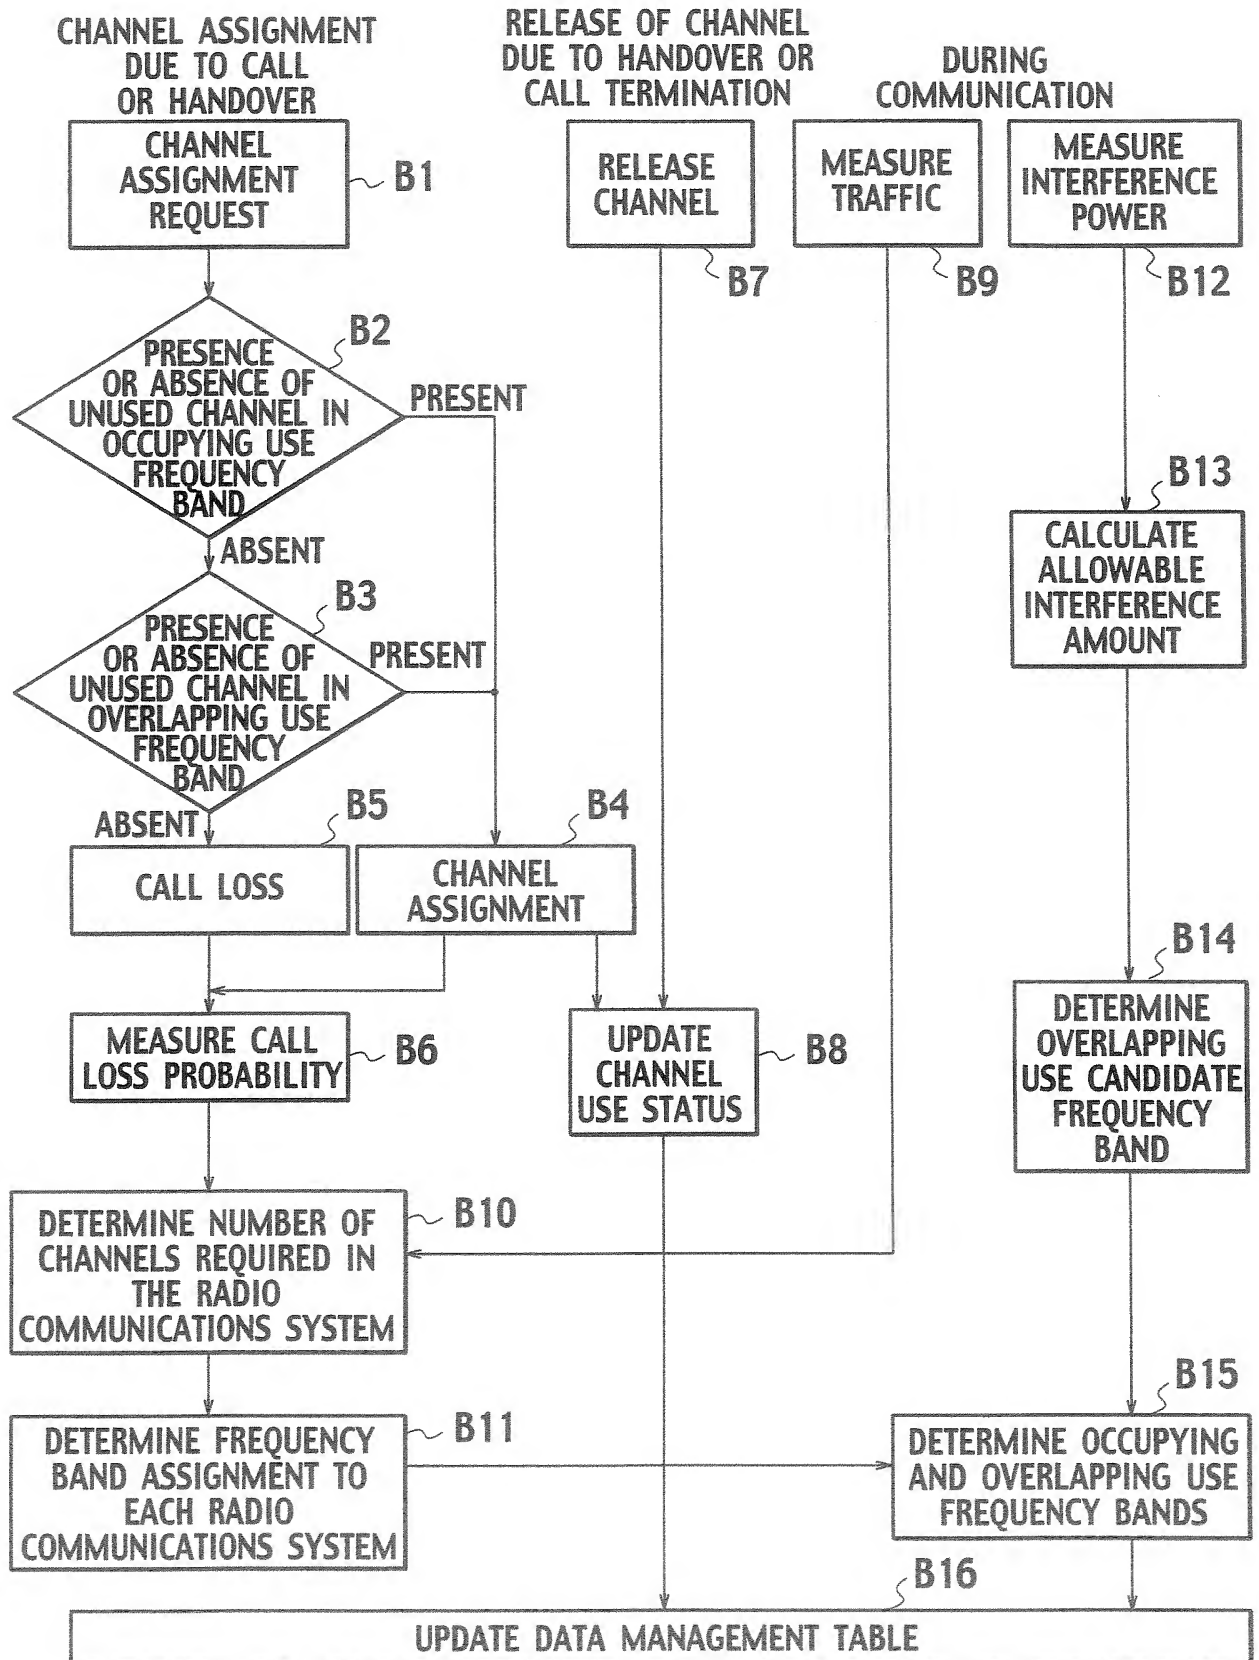 CHANNEL ASSIGNMENT
DUE TO CALL
OR HANDOVER
RELEASE OF CHANNEL
DUE TO HANDOVER OR
CALL TERMINATION
DURING
COMMUNICATION
CHANNEL
ASSIGNMENT
REQUEST
B1
RELEASE
CHANNEL
B7
MEASURE
TRAFFIC
B9
MEASURE
INTERFERENCE
POWER
B12
B2
PRESENCE
OR ABSENCE OF
UNUSED CHANNEL IN
OCCUPYING USE
FREQUENCY
BAND
PRESENT
ABSENT
B3
PRESENCE
OR ABSENCE OF
UNUSED CHANNEL IN
OVERLAPPING USE
FREQUENCY
BAND
PRESENT
ABSENT
B13
CALCULATE
ALLOWABLE
INTERFERENCE
AMOUNT
B5
CALL LOSS
B4
CHANNEL
ASSIGNMENT
B14
DETERMINE
OVERLAPPING
USE CANDIDATE
FREQUENCY
BAND
MEASURE CALL
LOSS PROBABILITY
B6
UPDATE
CHANNEL
USE STATUS
B8
DETERMINE NUMBER OF
CHANNELS REQUIRED IN
THE RADIO
COMMUNICATIONS SYSTEM
B10
DETERMINE FREQUENCY
BAND ASSIGNMENT TO
EACH RADIO
COMMUNICATIONS SYSTEM
B11
B15
DETERMINE OCCUPYING
AND OVERLAPPING USE
FREQUENCY BANDS
B16
UPDATE DATA MANAGEMENT TABLE